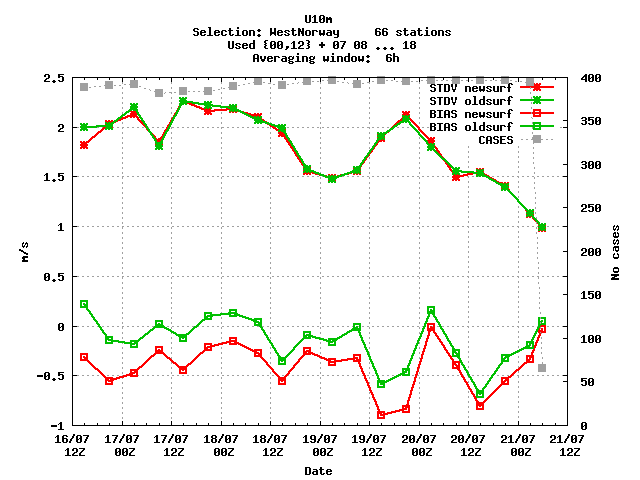 U10m
Selection: WestNorway 66 stations
Used {00,12} + 07 08 ... 18
Averaging window: 6h
STDV newsurf
STDV oldsurf
BIAS newsurf
BIAS oldsurf
CASES
2.5
2
1.5
1
0.5
0
-0.5
-1
m/s
400
350
300
250
200
150
100
50
0
No cases
16/07 17/07 17/07 18/07 18/07 19/07 19/07 20/07 20/07 21/07 21/07
12Z 00Z 12Z 00Z 12Z 00Z 12Z 00Z 12Z 00Z 12Z
Date